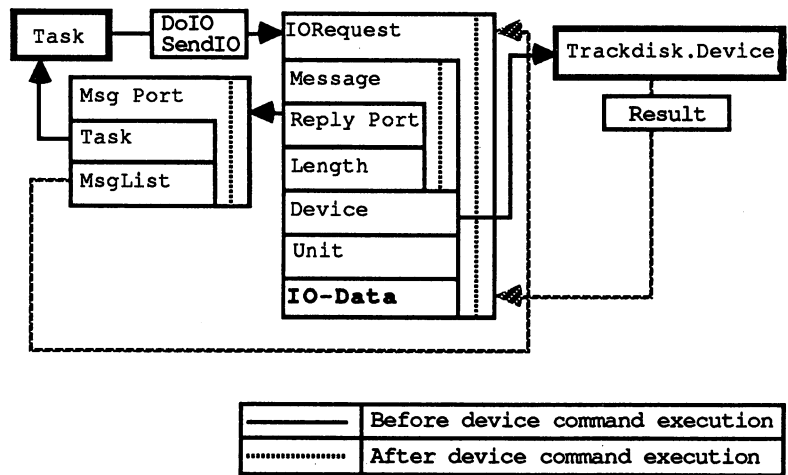 Task
DoIO
SendIO
IORequest
Trackdisk.Device
Message
Msg Port
Reply Port
Result
Task
Length
MsgList
Device
Unit
IO-Data
Before device command execution
After device command execution